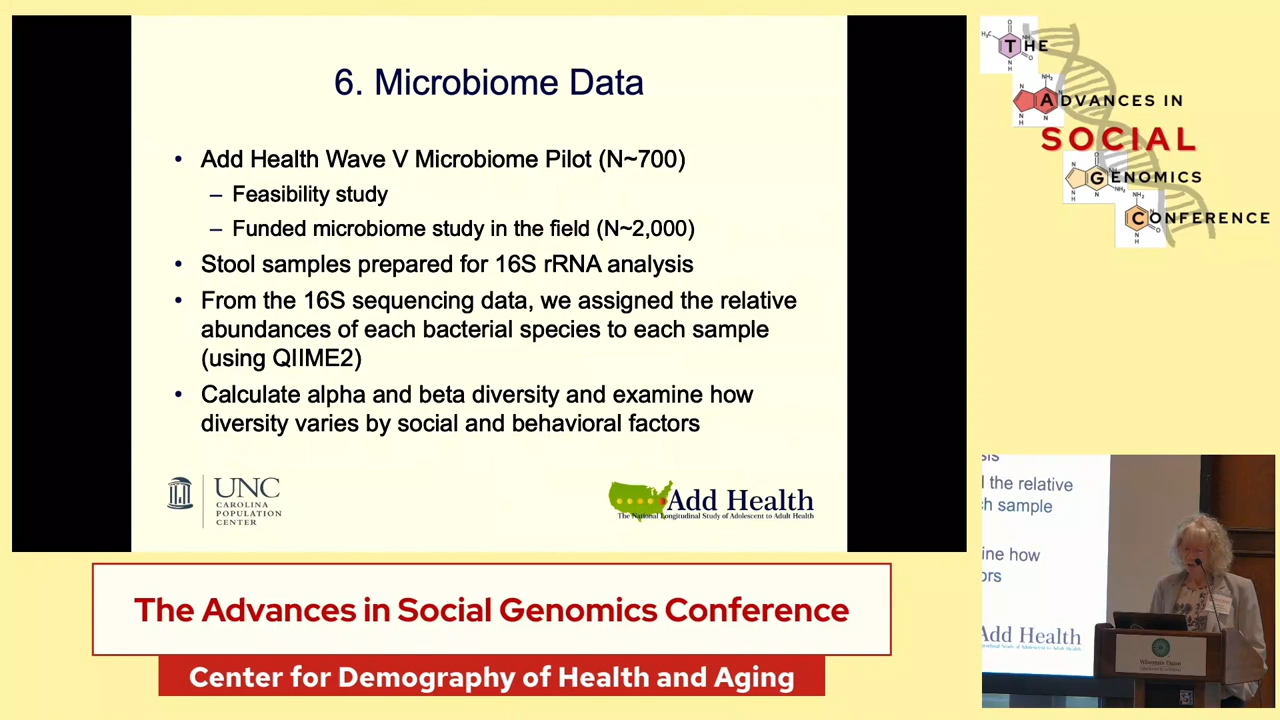 6. Microbiome Data
• Add Health Wave V Microbiome Pilot (N~700)
– Feasibility study
– Funded microbiome study in the field (N~2,000)
• Stool samples prepared for 16S rRNA analysis
• From the 16S sequencing data, we assigned the relative
abundances of each bacterial species to each sample
(using QIIME2)
• Calculate alpha and beta diversity and examine how
diversity varies by social and behavioral factors
UNC
CAROLINA
POPULATION
CENTER
Add Health
The National Longitudinal Study of Adolescent to Adult Health
THE
ADVANCES IN
SOCIAL
GENOMICS
CONFERENCE
sis
d the relative
ch sample
ine how
ors
Add Health
The Advances in Social Genomics Conference
Center for Demography of Health and Aging